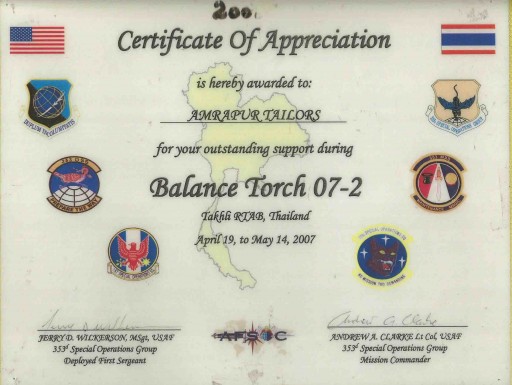 200
Certificate Of Appreciation
is hereby awarded to:
AMRAPUR TAILORS
for your outstanding support during
Balance Torch 07-2
Takhli RTAB, Thailand
April 19, to May 14, 2007
353 OSS
AFSOC
JERRY D. WILKERSON, MSgt, USAF
353d Special Operations Group
Deployed First Sergeant
ANDREW A. CLARKE Lt Col, USAF
353d Special Operations Group
Mission Commander